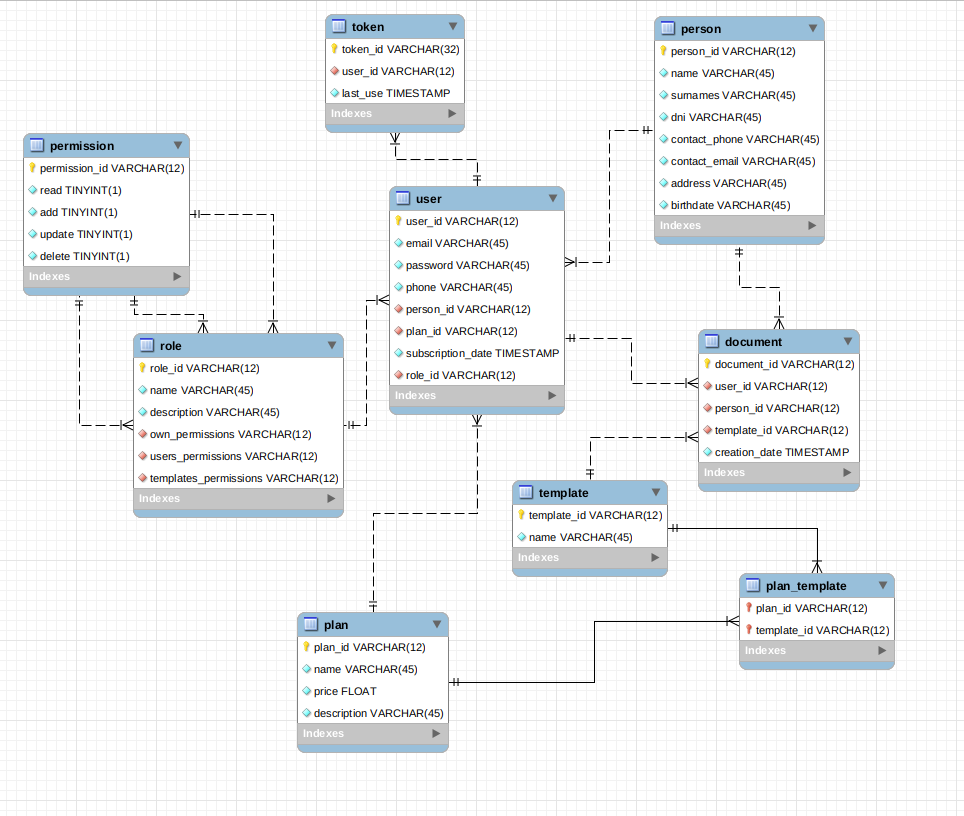 token
token_id VARCHAR(32)
user_id VARCHAR(12)
last_use TIMESTAMP
Indexes
person
person_id VARCHAR(12)
name VARCHAR(45)
surnames VARCHAR(45)
dni VARCHAR(45)
contact_phone VARCHAR(45)
contact_email VARCHAR(45)
address VARCHAR(45)
birthdate VARCHAR(45)
Indexes
permission
permission_id VARCHAR(12)
read TINYINT(1)
add TINYINT(1)
update TINYINT(1)
delete TINYINT(1)
Indexes
user
user_id VARCHAR(12)
email VARCHAR(45)
password VARCHAR(45)
phone VARCHAR(45)
person_id VARCHAR(12)
plan_id VARCHAR(12)
subscription_date TIMESTAMP
role_id VARCHAR(12)
Indexes
role
role_id VARCHAR(12)
name VARCHAR(45)
description VARCHAR(45)
own_permissions VARCHAR(12)
users_permissions VARCHAR(12)
templates_permissions VARCHAR(12)
Indexes
document
document_id VARCHAR(12)
user_id VARCHAR(12)
person_id VARCHAR(12)
template_id VARCHAR(12)
creation_date TIMESTAMP
Indexes
template
template_id VARCHAR(12)
name VARCHAR(45)
Indexes
plan_template
plan_id VARCHAR(12)
template_id VARCHAR(12)
Indexes
plan
plan_id VARCHAR(12)
name VARCHAR(45)
price FLOAT
description VARCHAR(45)
Indexes